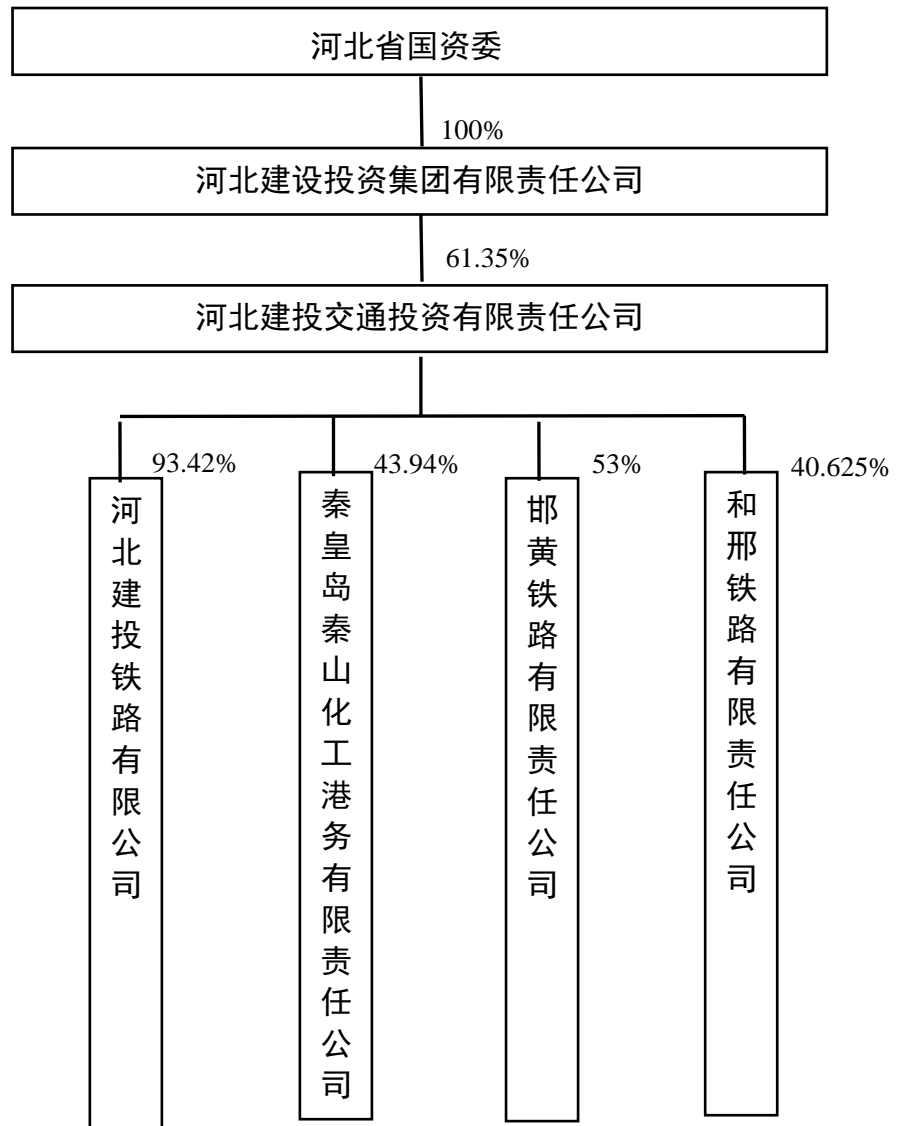 河北省国资委
100%
河北建设投资集团有限责任公司
61.35%
河北建投交通投资有限责任公司
93.42%
河北建投铁路有限公司
43.94%
秦皇岛秦山化工港务有限责任公司
53%
邯黄铁路有限责任公司
40.625%
和邢铁路有限责任公司